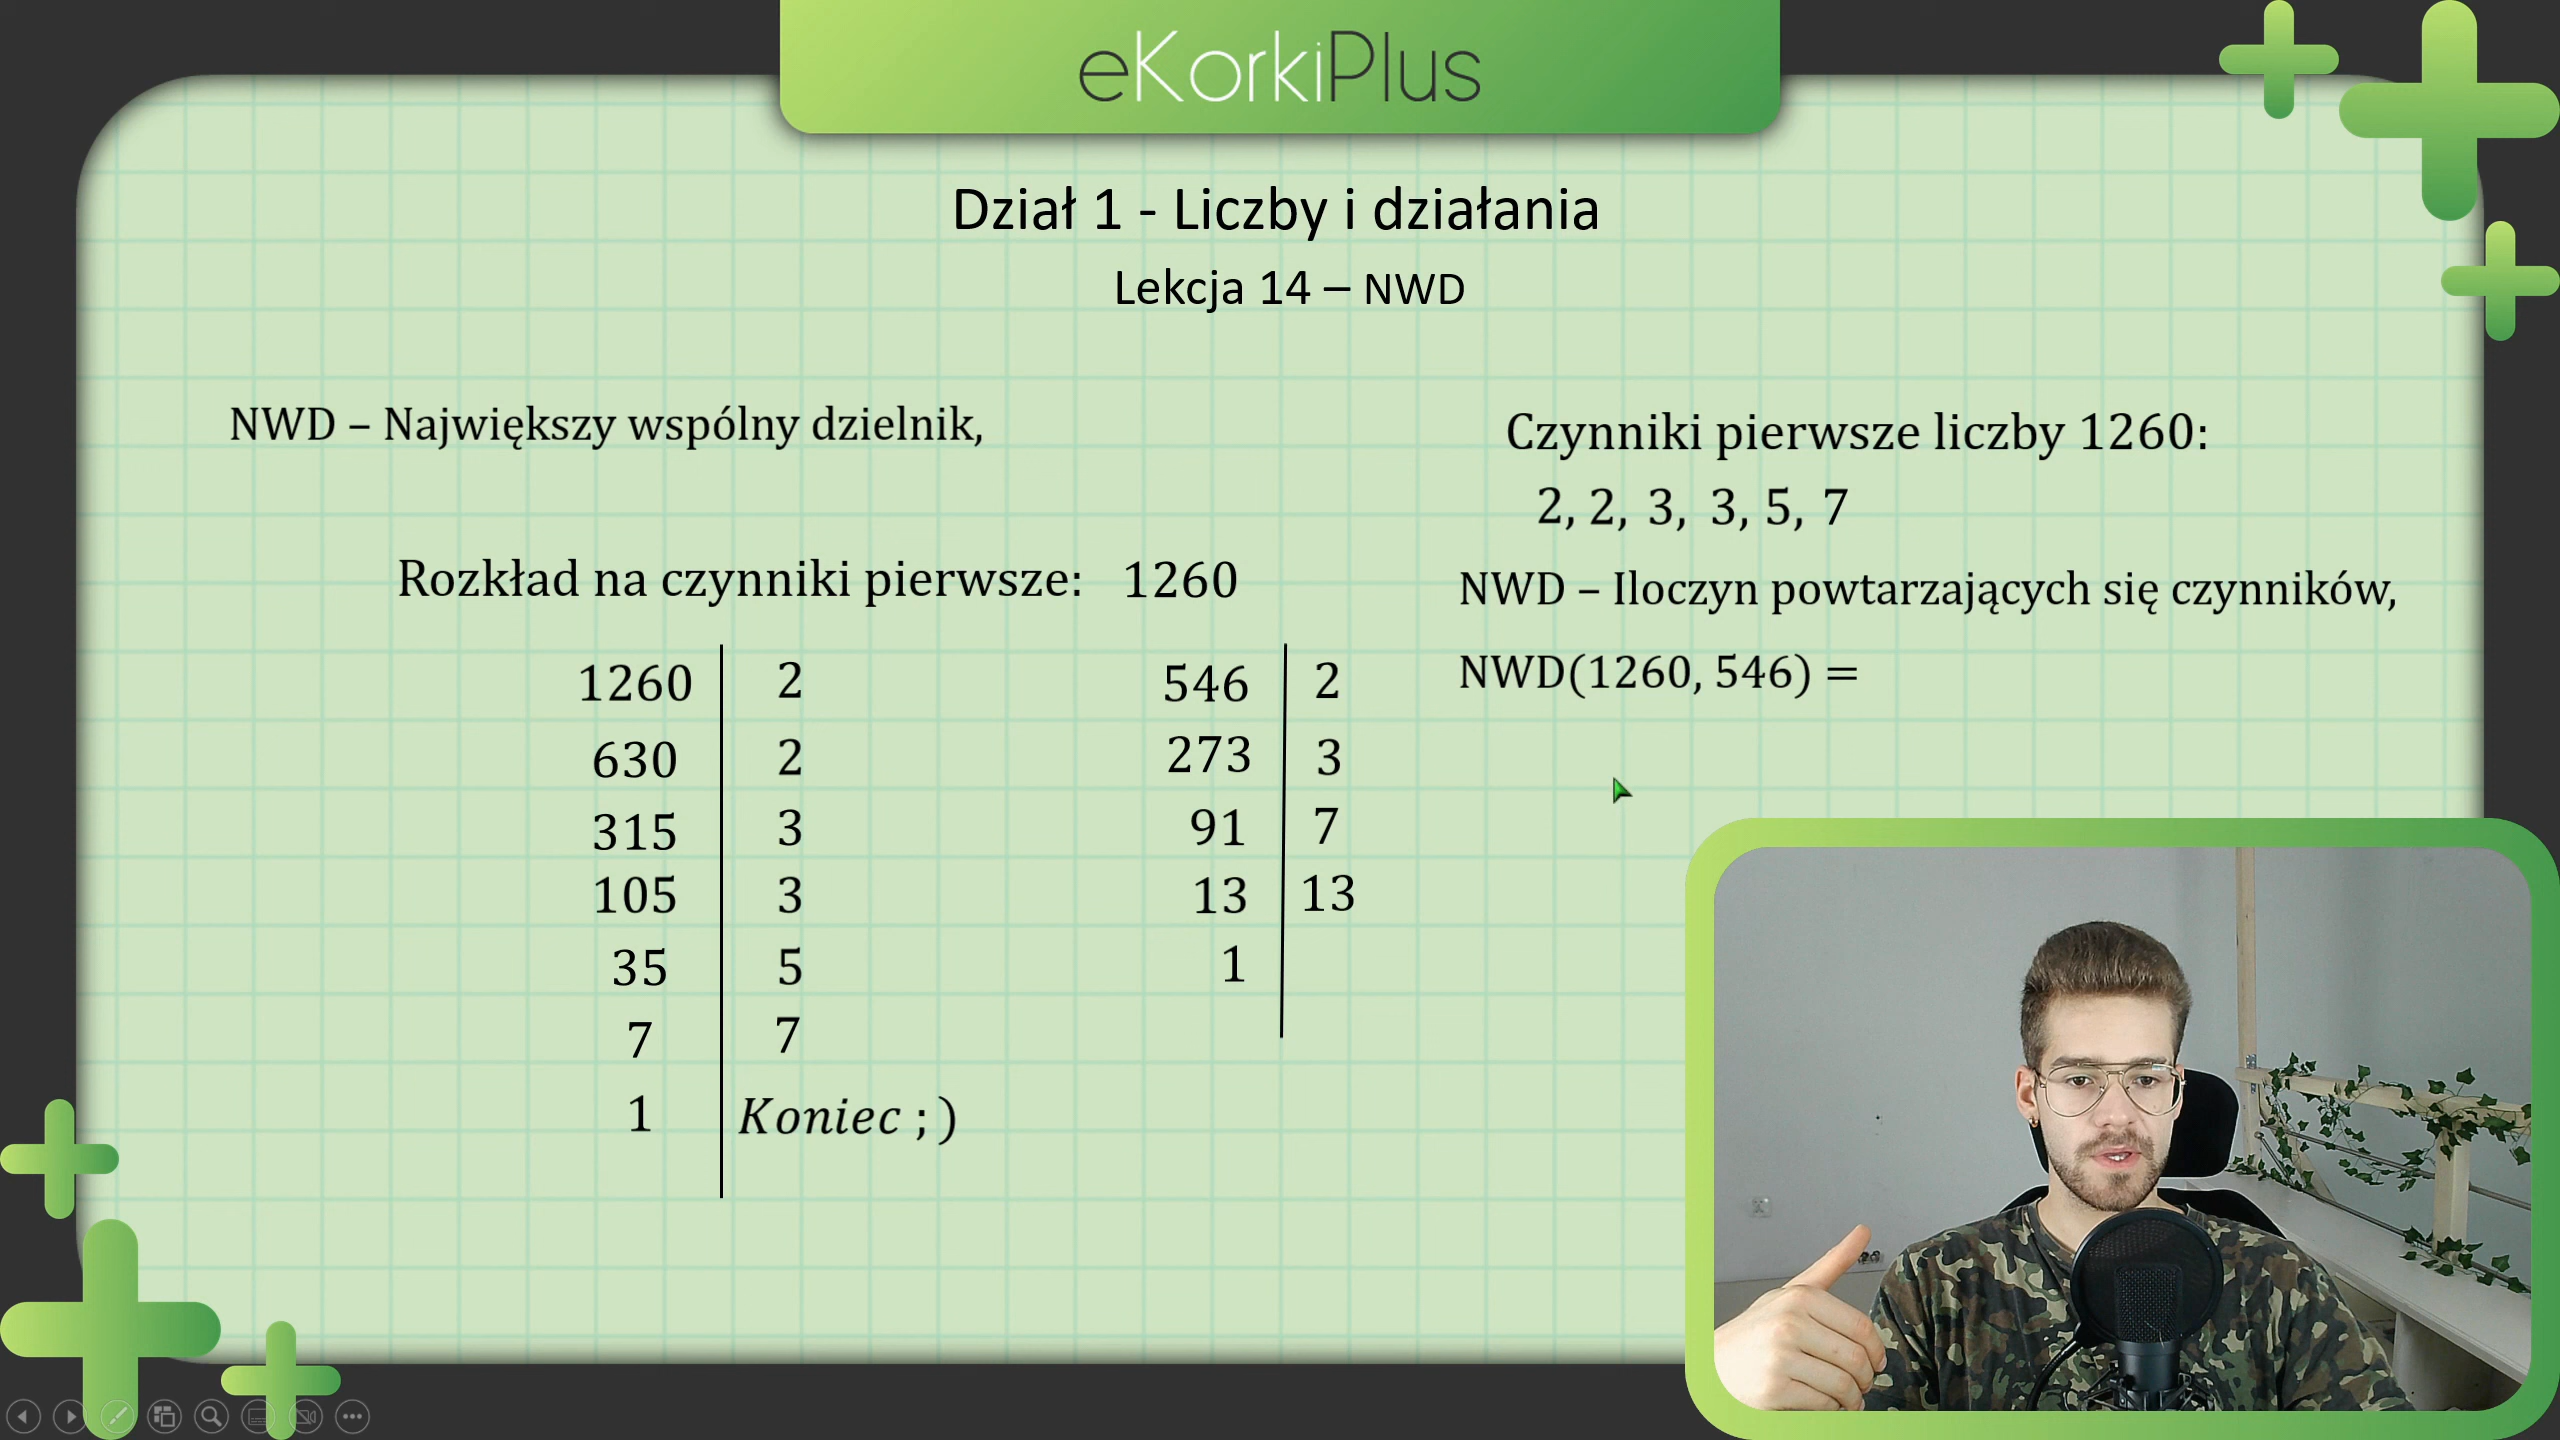 eKorkiPlus
Dział 1 - Liczby i działania
Lekcja 14 – NWD
NWD – Największy wspólny dzielnik,
Rozkład na czynniki pierwsze: 1260
1260 2
630 2
315 3
105 3
35 5
7 7
1 Koniec ; )
546 2
273 3
91 7
13 13
1
Czynniki pierwsze liczby 1260:
2, 2, 3, 3, 5, 7
NWD – Iloczyn powtarzających się czynników,
NWD(1260, 546) =